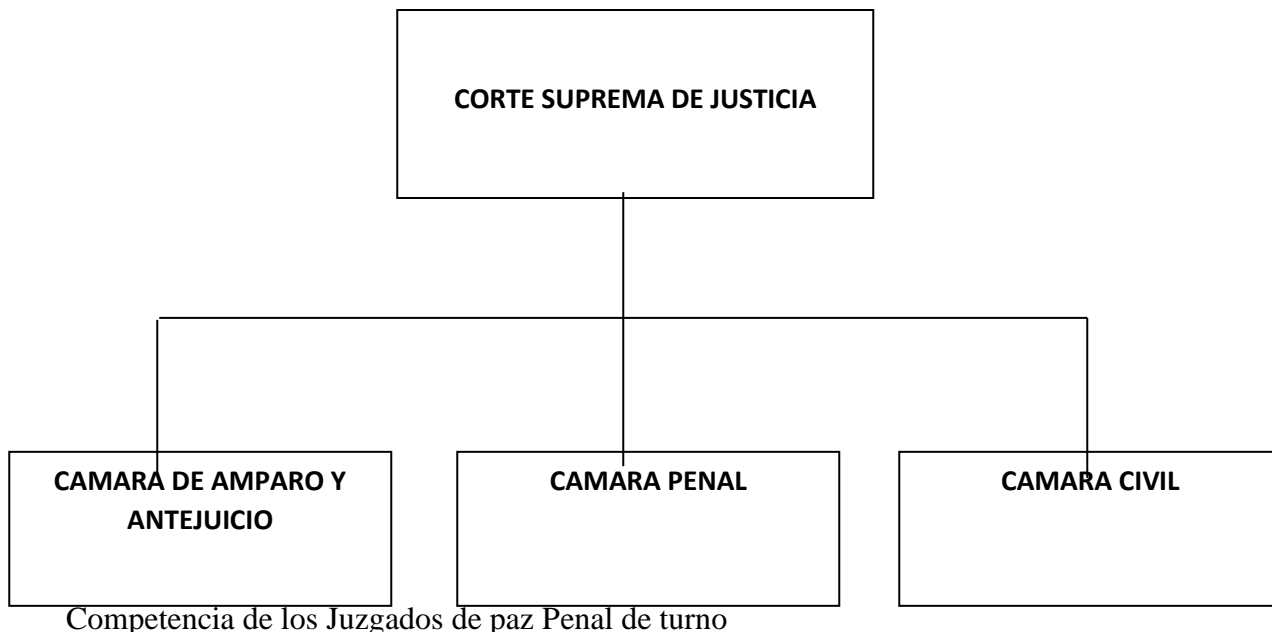 CORTE SUPREMA DE JUSTICIA
CAMARA DE AMPARO Y
ANTEJUICIO
CAMARA PENAL
CAMARA CIVIL
Competencia de los Juzgados de paz Penal de turno